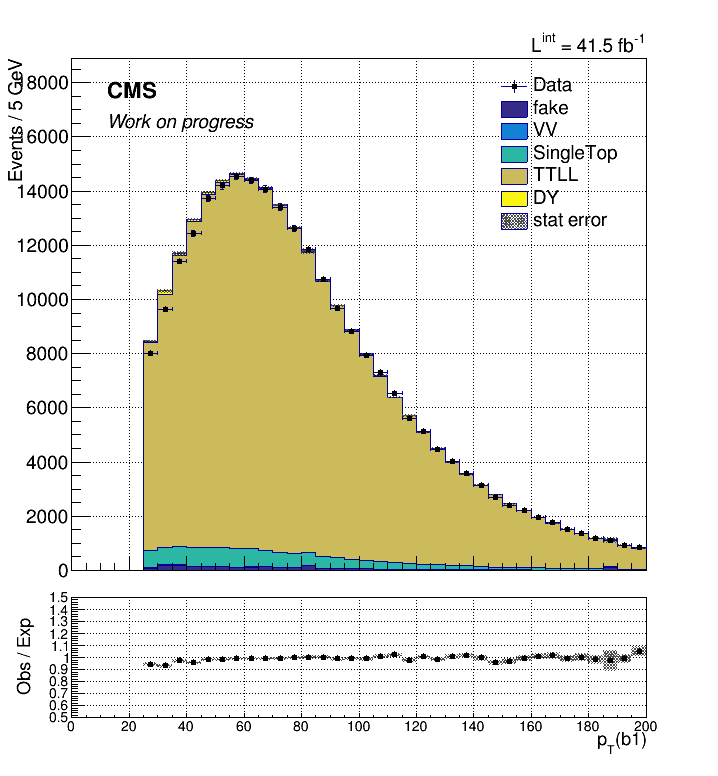 L^int = 41.5 fb^-1
Events / 5 GeV
18000
16000
14000
12000
10000
8000
6000
4000
2000
0
CMS
Work on progress
Data
fake
VV
SingleTop
TTLL
DY
stat error
Obs / Exp
1.5
1.4
1.3
1.2
1.1
1
0.9
0.8
0.7
0.6
0.5
0 20 40 60 80 100 120 140 160 180 200
p_T(b1)